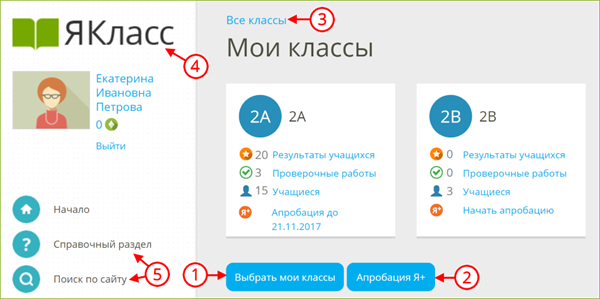 ЯКласс
4
Екатерина
Ивановна
Петрова
0
Выйти
Начало
? Справочный раздел
Поиск по сайту
5
Все классы
3
Мои классы
2А 2А
20 Результаты учащихся
3 Проверочные работы
15 Учащиеся
Я+ Апробация до
21.11.2017
2В 2В
0 Результаты учащихся
0 Проверочные работы
3 Учащиеся
Я+ Начать апробацию
1
Выбрать мои классы
Апробация Я+
2